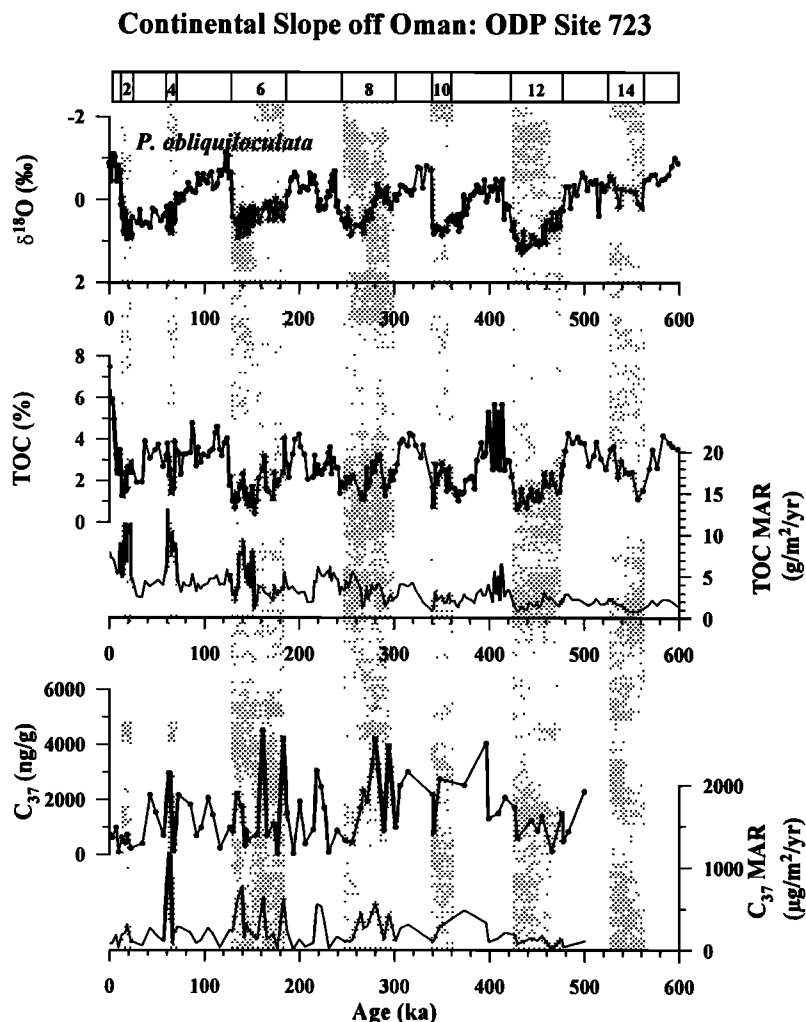 Continental Slope off Oman: ODP Site 723
2 4 6 8 10 12 14
P. obliquiloculata
-2
0
2
δ18O (‰)
0 100 200 300 400 500 600
8
6
4
2
0
TOC (%)
20
15
10
5
0
TOC MAR
(g/m²/yr)
0 100 200 300 400 500 600
6000
4000
2000
0
C37 (ng/g)
2000
1000
0
C37 MAR
(μg/m²/yr)
0 100 200 300 400 500 600
Age (ka)